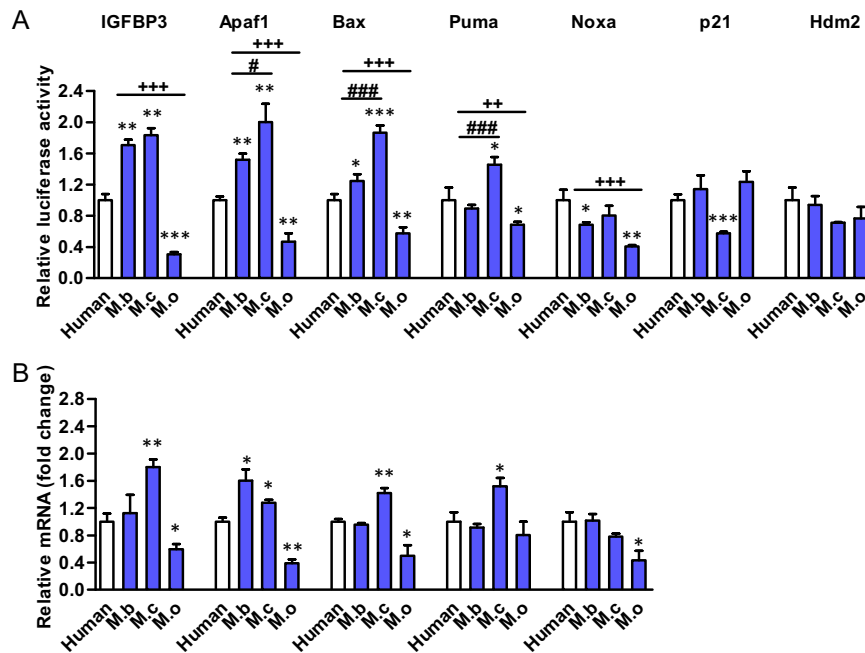 A
IGFBP3 Apaf1 Bax Puma Noxa p21 Hdm2
Relative luciferase activity
2.4
2.0
1.6
1.2
0.8
0.4
0.0
+++
** ** ***
+++
#
** ** **
+++
###
* *** **
++
###
* *
+++
* **
***
Human M.b M.c M.o Human M.b M.c M.o Human M.b M.c M.o Human M.b M.c M.o Human M.b M.c M.o Human M.b M.c M.o Human M.b M.c M.o
B
Relative mRNA (fold change)
2.8
2.4
2.0
1.6
1.2
0.8
0.4
0.0
** *
* * **
** *
*
*
Human M.b M.c M.o Human M.b M.c M.o Human M.b M.c M.o Human M.b M.c M.o Human M.b M.c M.o